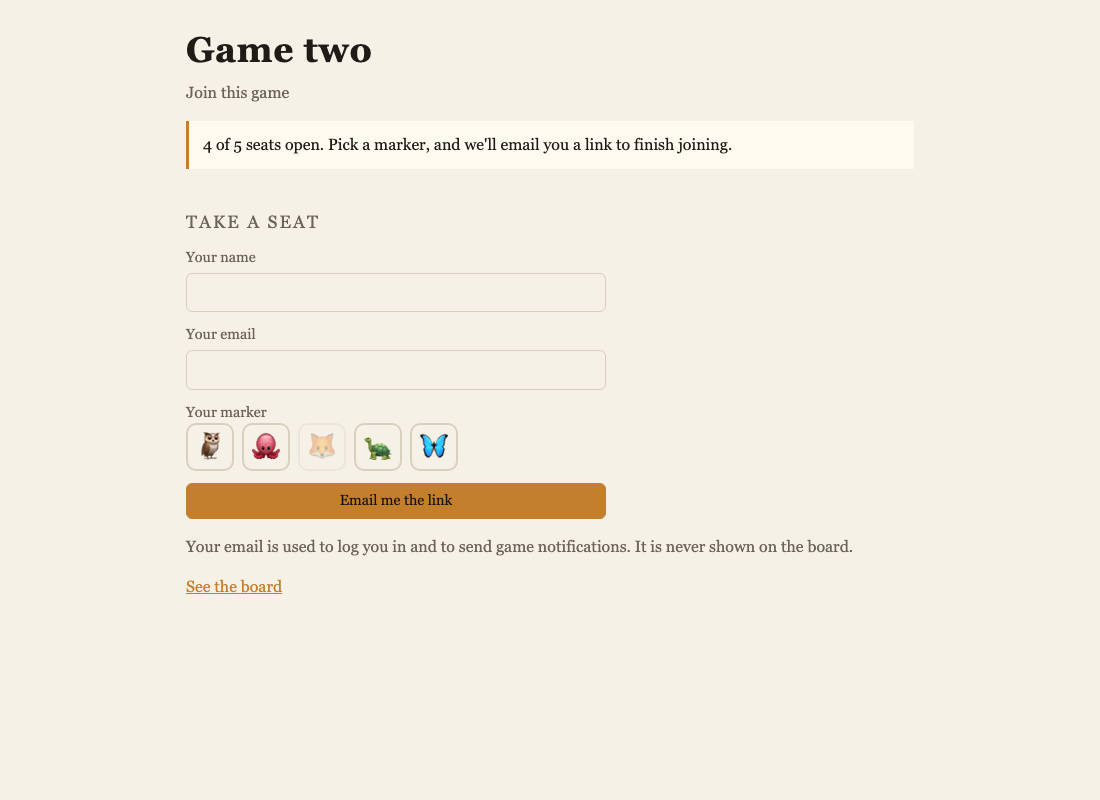 Game two
Join this game
4 of 5 seats open. Pick a marker, and we'll email you a link to finish joining.
TAKE A SEAT
Your name
Your email
Your marker
Email me the link
Your email is used to log you in and to send game notifications. It is never shown on the board.
See the board